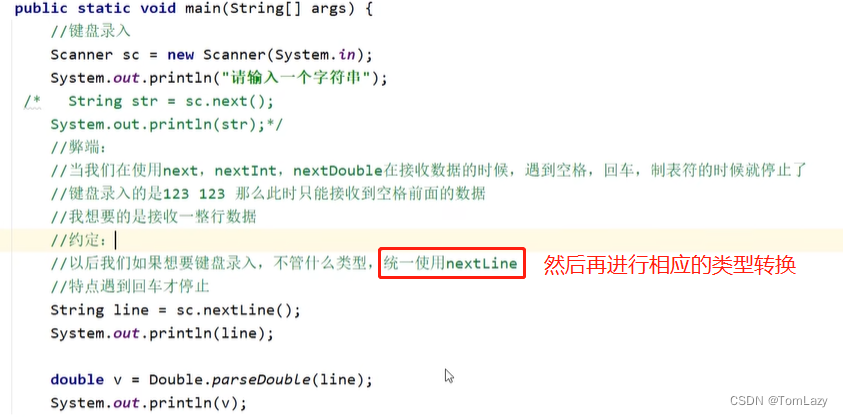 public static void main(String[] args) {
//键盘录入
Scanner sc = new Scanner(System.in);
System.out.println("请输入一个字符串");
/* String str = sc.next();
System.out.println(str);*/
//弊端:
//当我们在使用next，nextInt，nextDouble在接收数据的时候，遇到空格，回车，制表符的时候就停止了
//键盘录入的是123 123 那么此时只能接收到空格前面的数据
//我想要的是接收一整行数据
//约定:
//以后我们如果想要键盘录入，不管什么类型，统一使用nextLine 然后再进行相应的类型转换
//特点遇到回车才停止
String line = sc.nextLine();
System.out.println(line);
double v = Double.parseDouble(line);
System.out.println(v);
CSDN @TomLazy